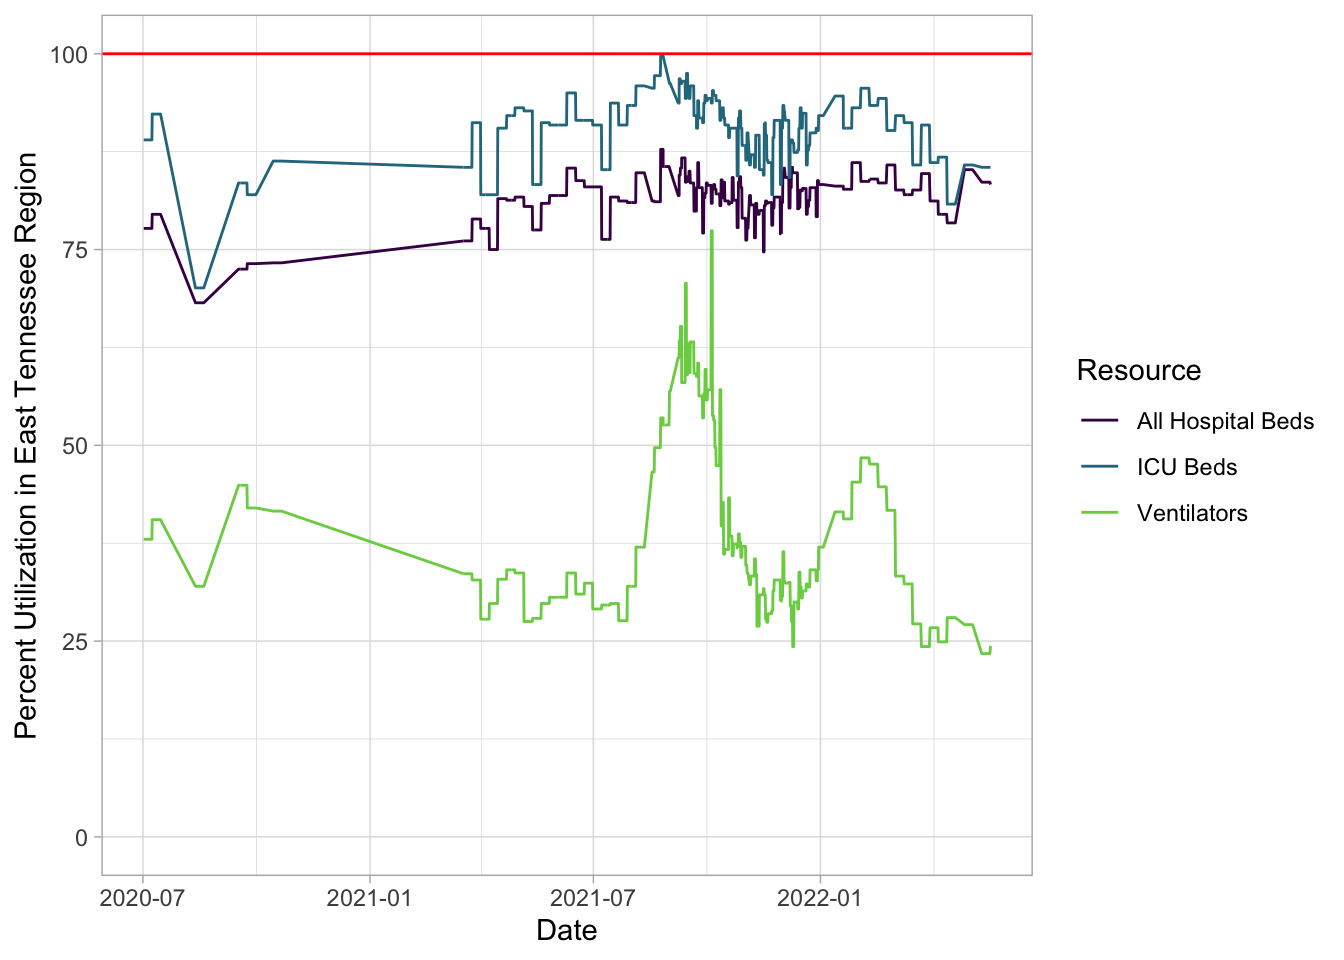 Percent Utilization in East Tennessee Region
100
75
50
25
0
2020-07
2021-01
2021-07
2022-01
Date
Resource
All Hospital Beds
ICU Beds
Ventilators